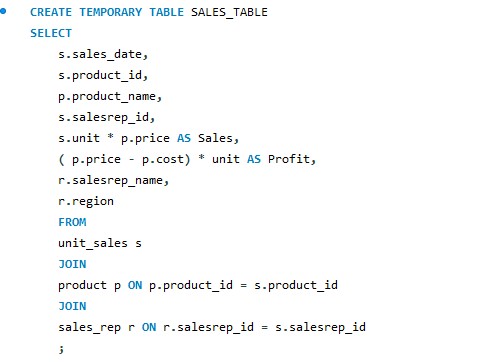 CREATE TEMPORARY TABLE SALES_TABLE
SELECT
s.sales_date,
s.product_id,
p.product_name,
s.salesrep_id,
s.unit * p.price AS Sales,
( p.price - p.cost) * unit AS Profit,
r.salesrep_name,
r.region
FROM
unit_sales s
JOIN
product p ON p.product_id = s.product_id
JOIN
sales_rep r ON r.salesrep_id = s.salesrep_id
;